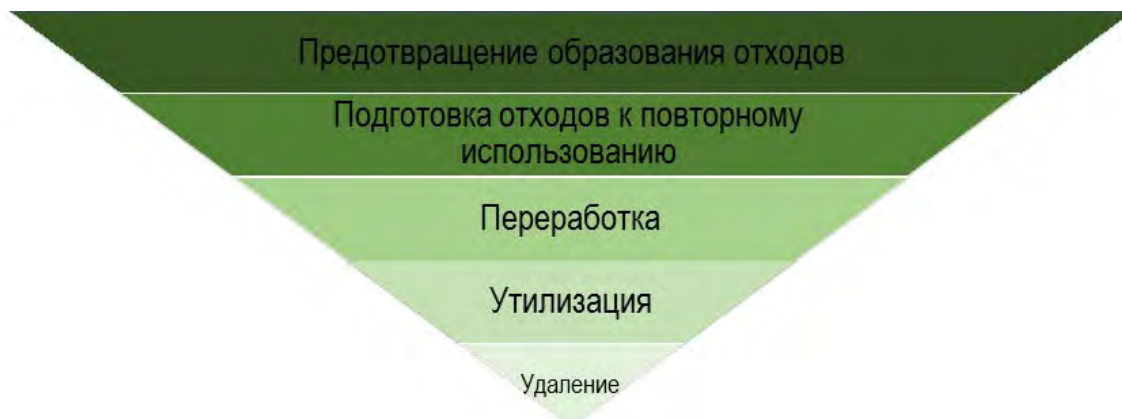 Предотвращение образования отходов
Подготовка отходов к повторному
использованию
Переработка
Утилизация
Удаление